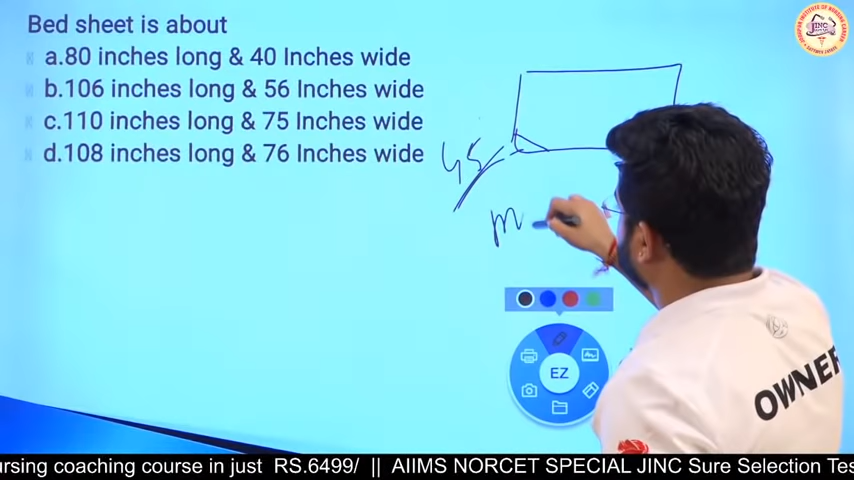 Bed sheet is about
a.80 inches long & 40 Inches wide
b.106 inches long & 56 Inches wide
c.110 inches long & 75 Inches wide
d.108 inches long & 76 Inches wide
45
m
EZ
JINC
OWNER
ursing coaching course in just RS.6499/ || AIIMS NORCET SPECIAL JINC Sure Selection Tes